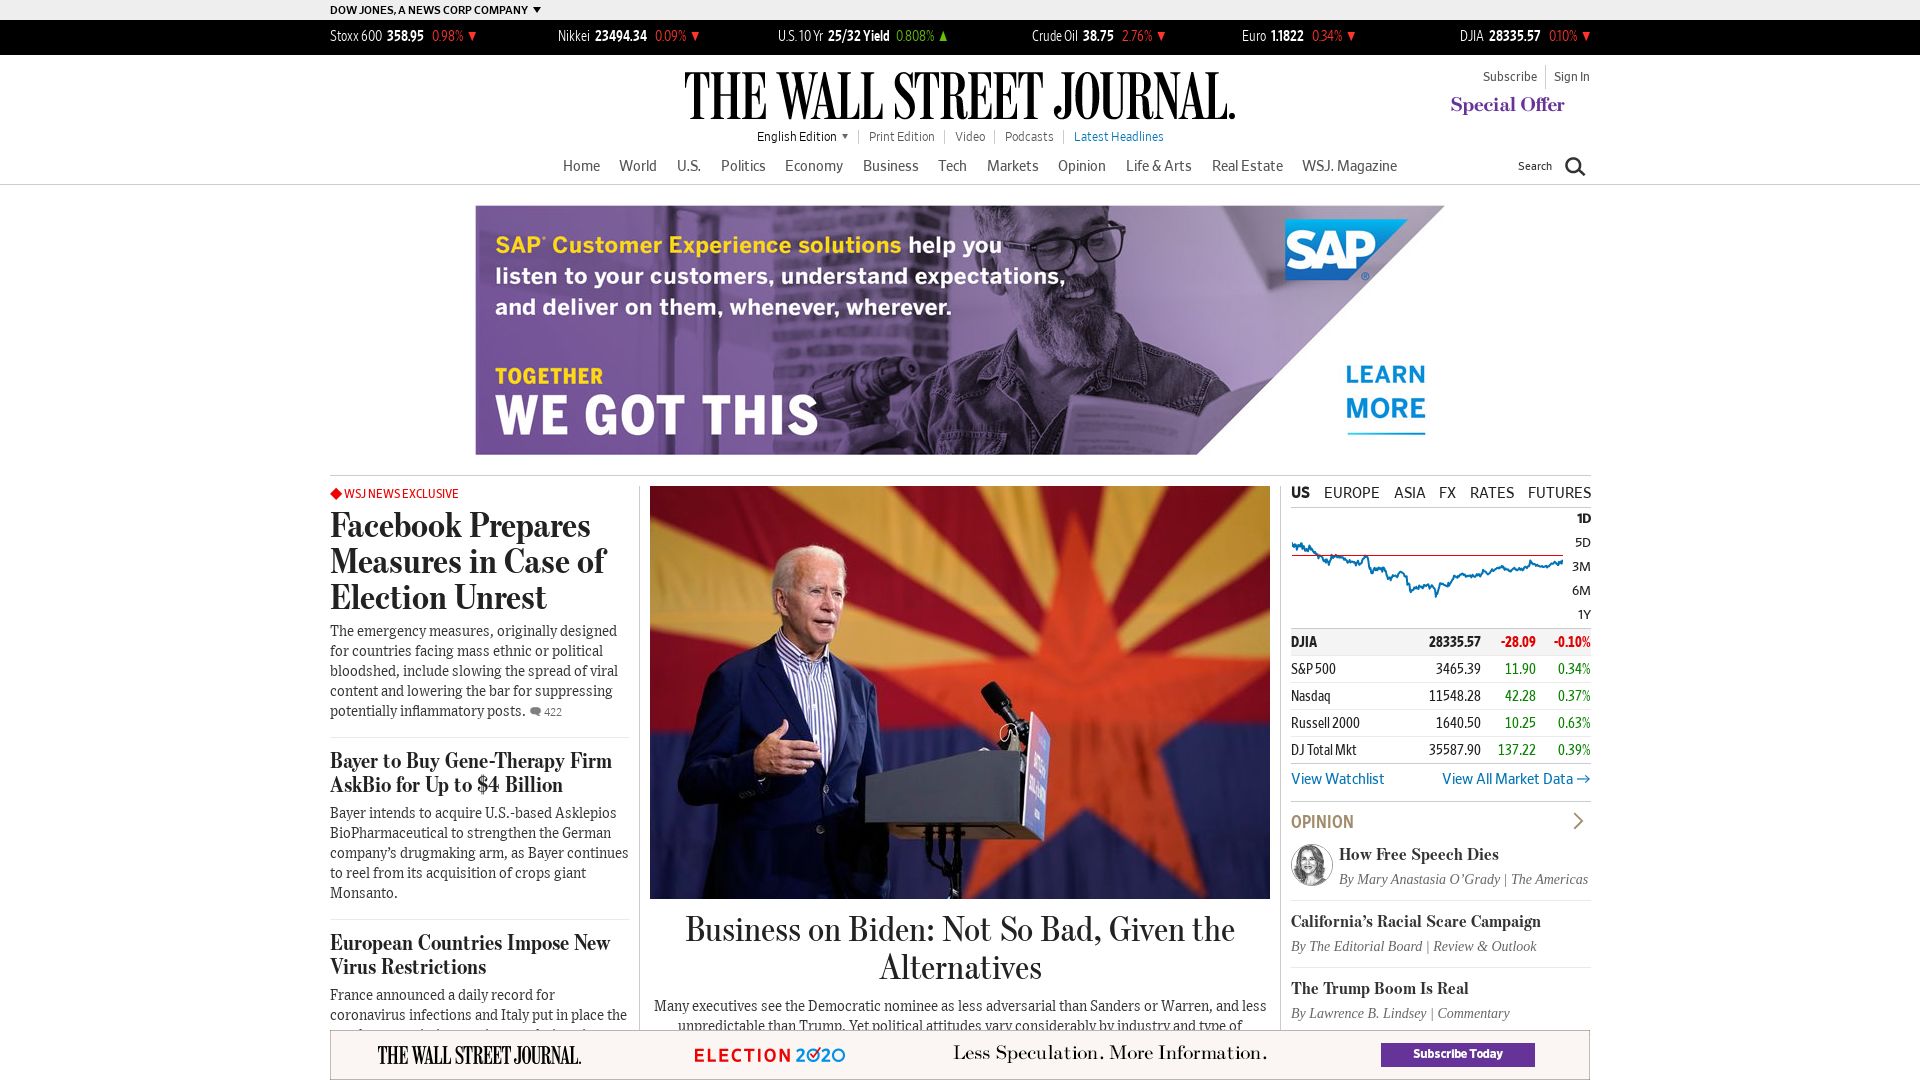 DOW JONES, A NEWS CORP COMPANY
Stoxx 600 358.95 0.98%
Nikkei 23494.34 0.09%
U.S. 10 Yr 25/32 Yield 0.808%
Crude Oil 38.75 2.76%
Euro 1.1822 0.34%
DJIA 28335.57 0.10%
THE WALL STREET JOURNAL.
Subscribe
Sign In
Special Offer
English Edition
Print Edition
Video
Podcasts
Latest Headlines
Home World U.S. Politics Economy Business Tech Markets Opinion Life & Arts Real Estate WSJ. Magazine
Search
SAP Customer Experience solutions help you
listen to your customers, understand expectations,
and deliver on them, whenever, wherever.
TOGETHER
WE GOT THIS
SAP®
LEARN
MORE
WSJ NEWS EXCLUSIVE
Facebook Prepares
Measures in Case of
Election Unrest
The emergency measures, originally designed
for countries facing mass ethnic or political
bloodshed, include slowing the spread of viral
content and lowering the bar for suppressing
potentially inflammatory posts. 422
Bayer to Buy Gene-Therapy Firm
AskBio for Up to $4 Billion
Bayer intends to acquire U.S.-based Asklepios
BioPharmaceutical to strengthen the German
company’s drugmaking arm, as Bayer continues
to reel from its acquisition of crops giant
Monsanto.
European Countries Impose New
Virus Restrictions
France announced a daily record for
coronavirus infections and Italy put in place the
Business on Biden: Not So Bad, Given the
Alternatives
Many executives see the Democratic nominee as less adversarial than Sanders or Warren, and less
unpredictable than Trump. Yet political attitudes vary considerably by industry and type of
US EUROPE ASIA FX RATES FUTURES
1D
5D
3M
6M
1Y
DJIA 28335.57 -28.09 -0.10%
S&P 500 3465.39 11.90 0.34%
Nasdaq 11548.28 42.28 0.37%
Russell 2000 1640.50 10.25 0.63%
DJ Total Mkt 35587.90 137.22 0.39%
View Watchlist
View All Market Data
OPINION
How Free Speech Dies
By Mary Anastasia O’Grady | The Americas
California’s Racial Scare Campaign
By The Editorial Board | Review & Outlook
The Trump Boom Is Real
By Lawrence B. Lindsey | Commentary
THE WALL STREET JOURNAL.
ELECTION 2020
Less Speculation. More Information.
Subscribe Today